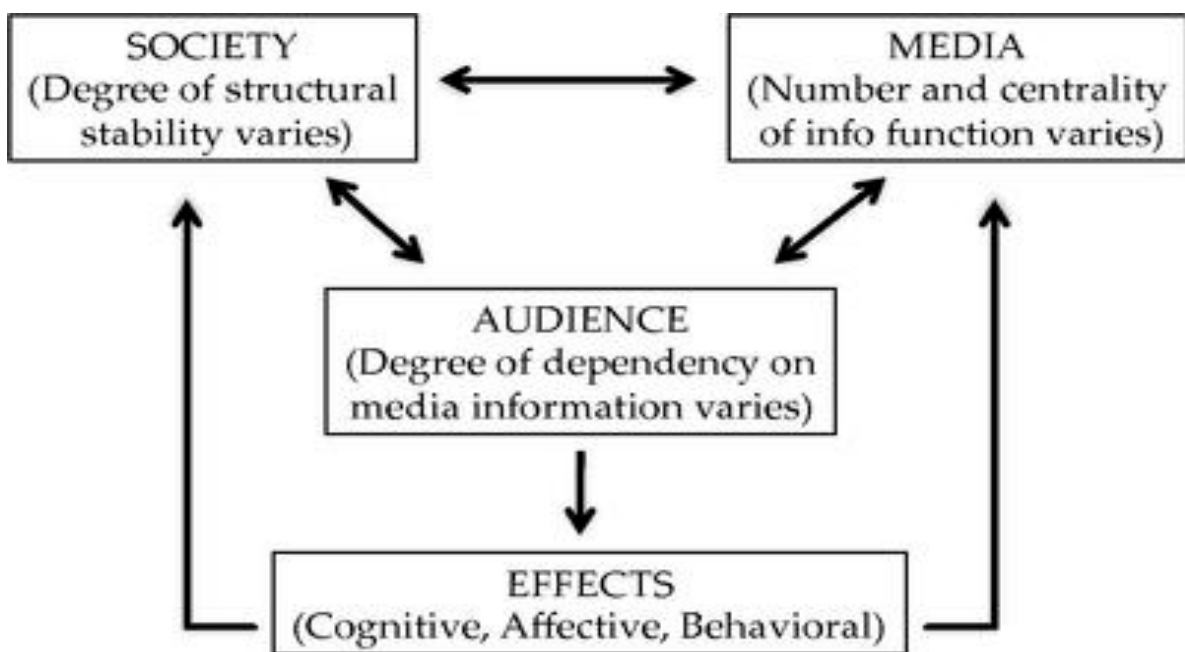 SOCIETY
(Degree of structural
stability varies)
MEDIA
(Number and centrality
of info function varies)
AUDIENCE
(Degree of dependency on
media information varies)
EFFECTS
(Cognitive, Affective, Behavioral)